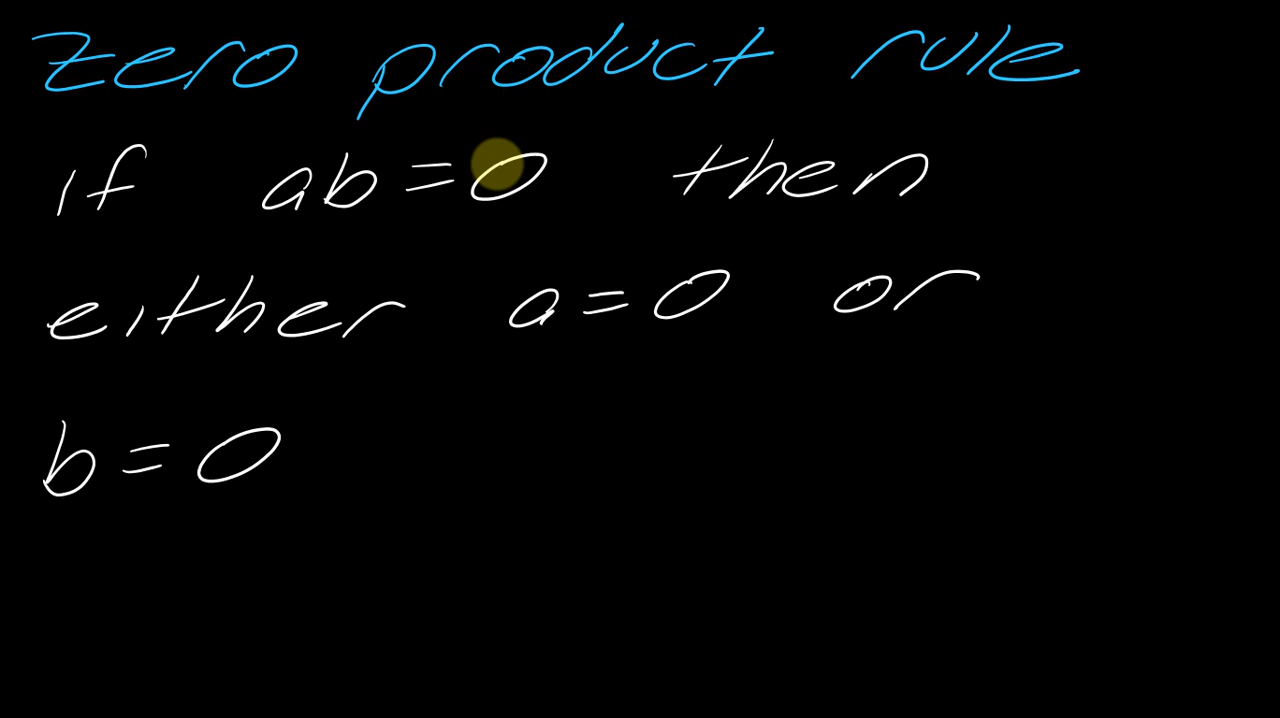 zero product rule
if ab=0 then
either a=0 or
b=0